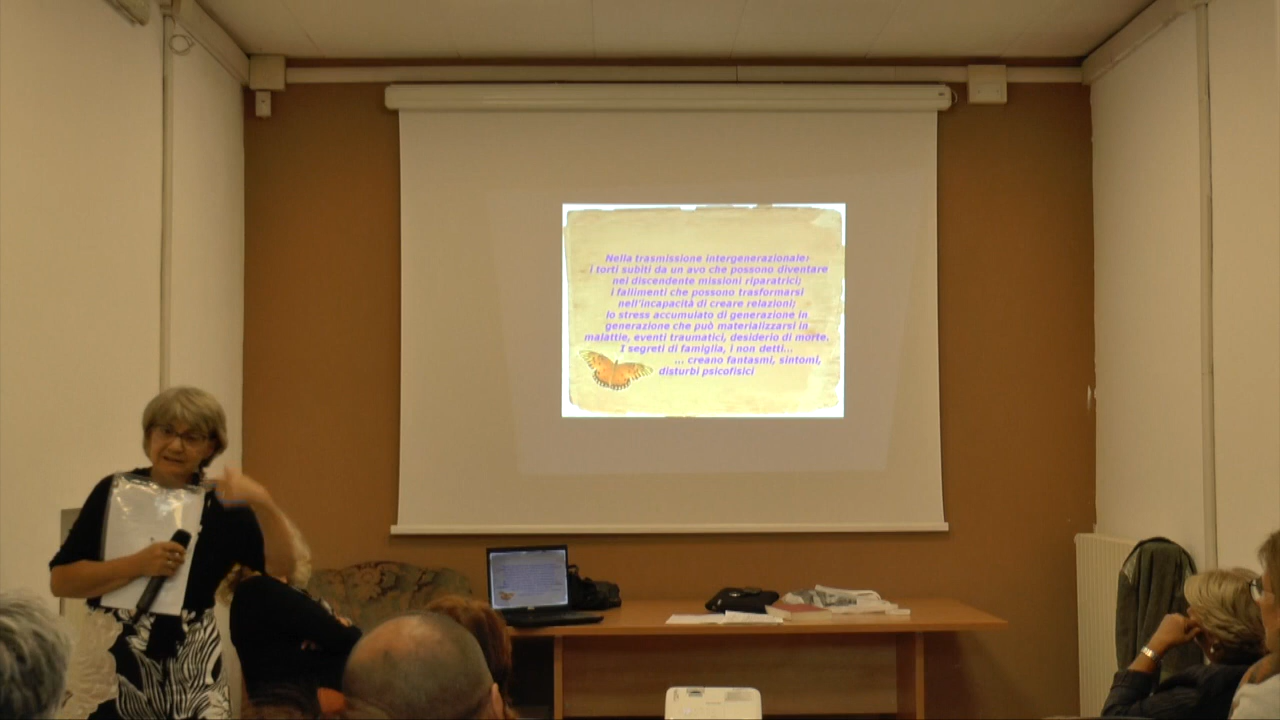 Nella trasmissione intergenerazionale:
i torti subiti da un avo che possono diventare
nel discendente missioni riparatrici;
i fallimenti che possono trasformarsi
nell'incapacità di creare relazioni;
lo stress accumulato di generazione in
generazione che può materializzarsi in
malattie, eventi traumatici, desiderio di morte.
I segreti di famiglia, i non detti...
... creano fantasmi, sintomi,
disturbi psicofisici